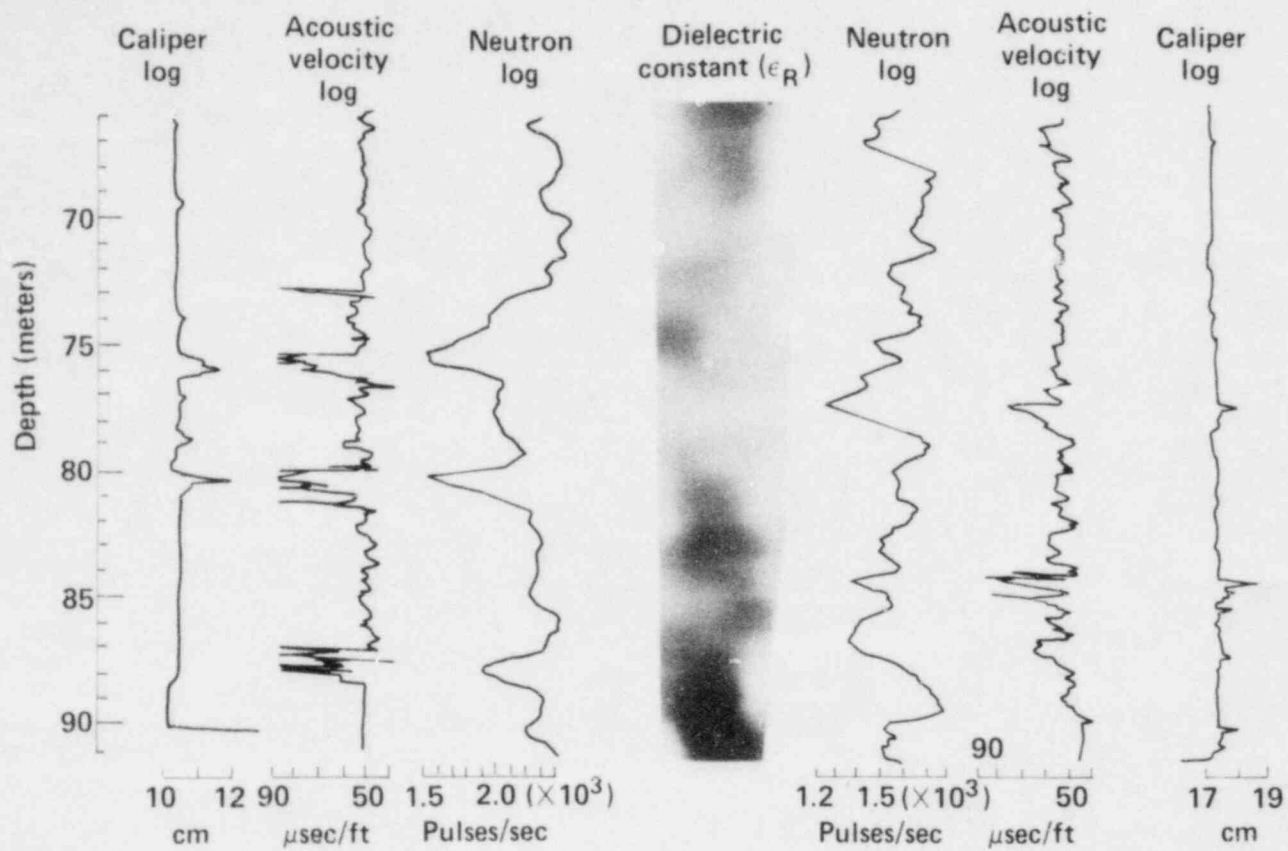 Caliper
log
Acoustic
velocity
log
Neutron
log
Dielectric
constant (ϵR)
Neutron
log
Acoustic
velocity
log
Caliper
log
Depth (meters)
70
75
80
85
90
10 12
cm
90 50
μsec/ft
1.5 2.0 (×10³)
Pulses/sec
1.2 1.5 (×10³)
Pulses/sec
90
50
μsec/ft
17 19
cm